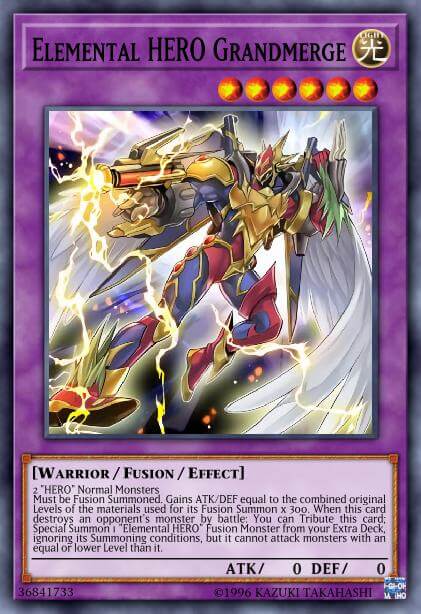 ELEMENTAL HERO GRANDMERGE
LIGHT
光
[WARRIOR / FUSION / EFFECT]
2 "HERO" Normal Monsters
Must be Fusion Summoned. Gains ATK/DEF equal to the combined original
Levels of the materials used for its Fusion Summon x 300. When this card
destroys an opponent's monster by battle: You can Tribute this card;
Special Summon 1 "Elemental HERO" Fusion Monster from your Extra Deck,
ignoring its Summoning conditions, but it cannot attack monsters with an
equal or lower Level than it.
ATK/ 0 DEF/ 0
36841733
©1996 KAZUKI TAKAHASHI